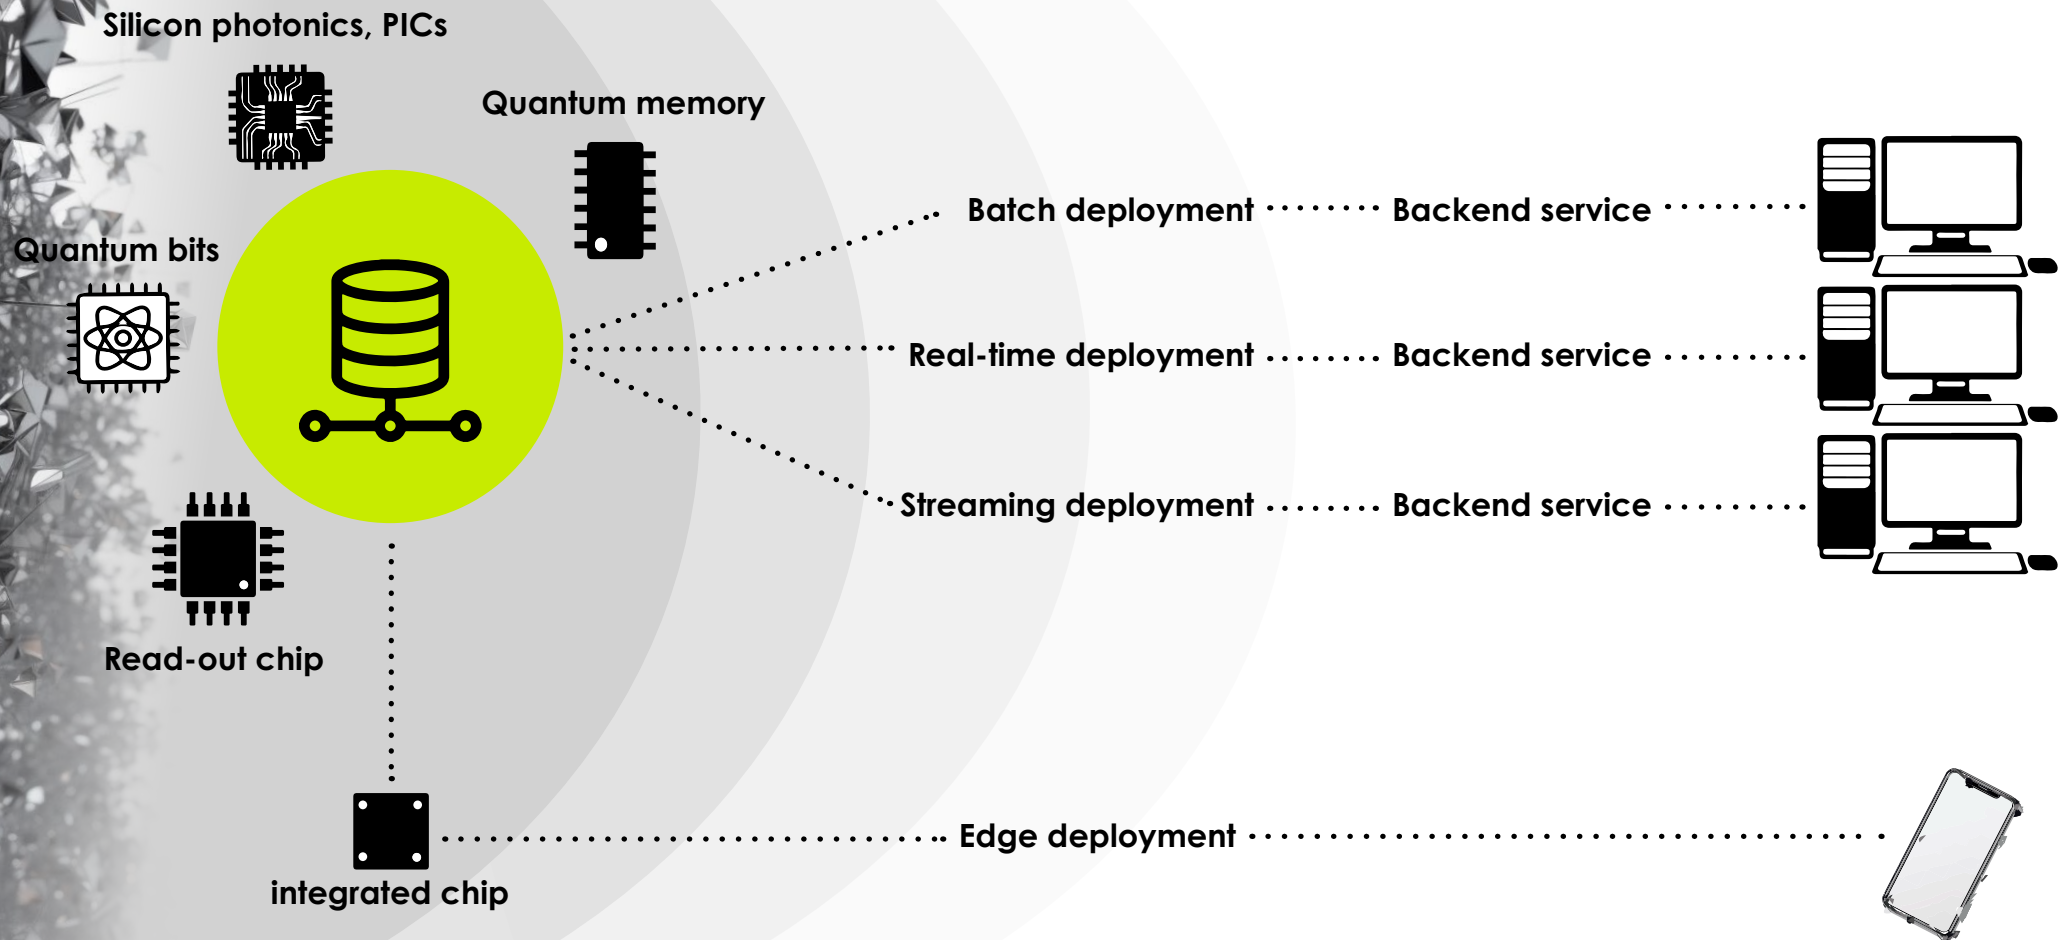 Silicon photonics, PICs
Quantum memory
Quantum bits
Read-out chip
integrated chip
Batch deployment
Backend service
Real-time deployment
Backend service
Streaming deployment
Backend service
Edge deployment